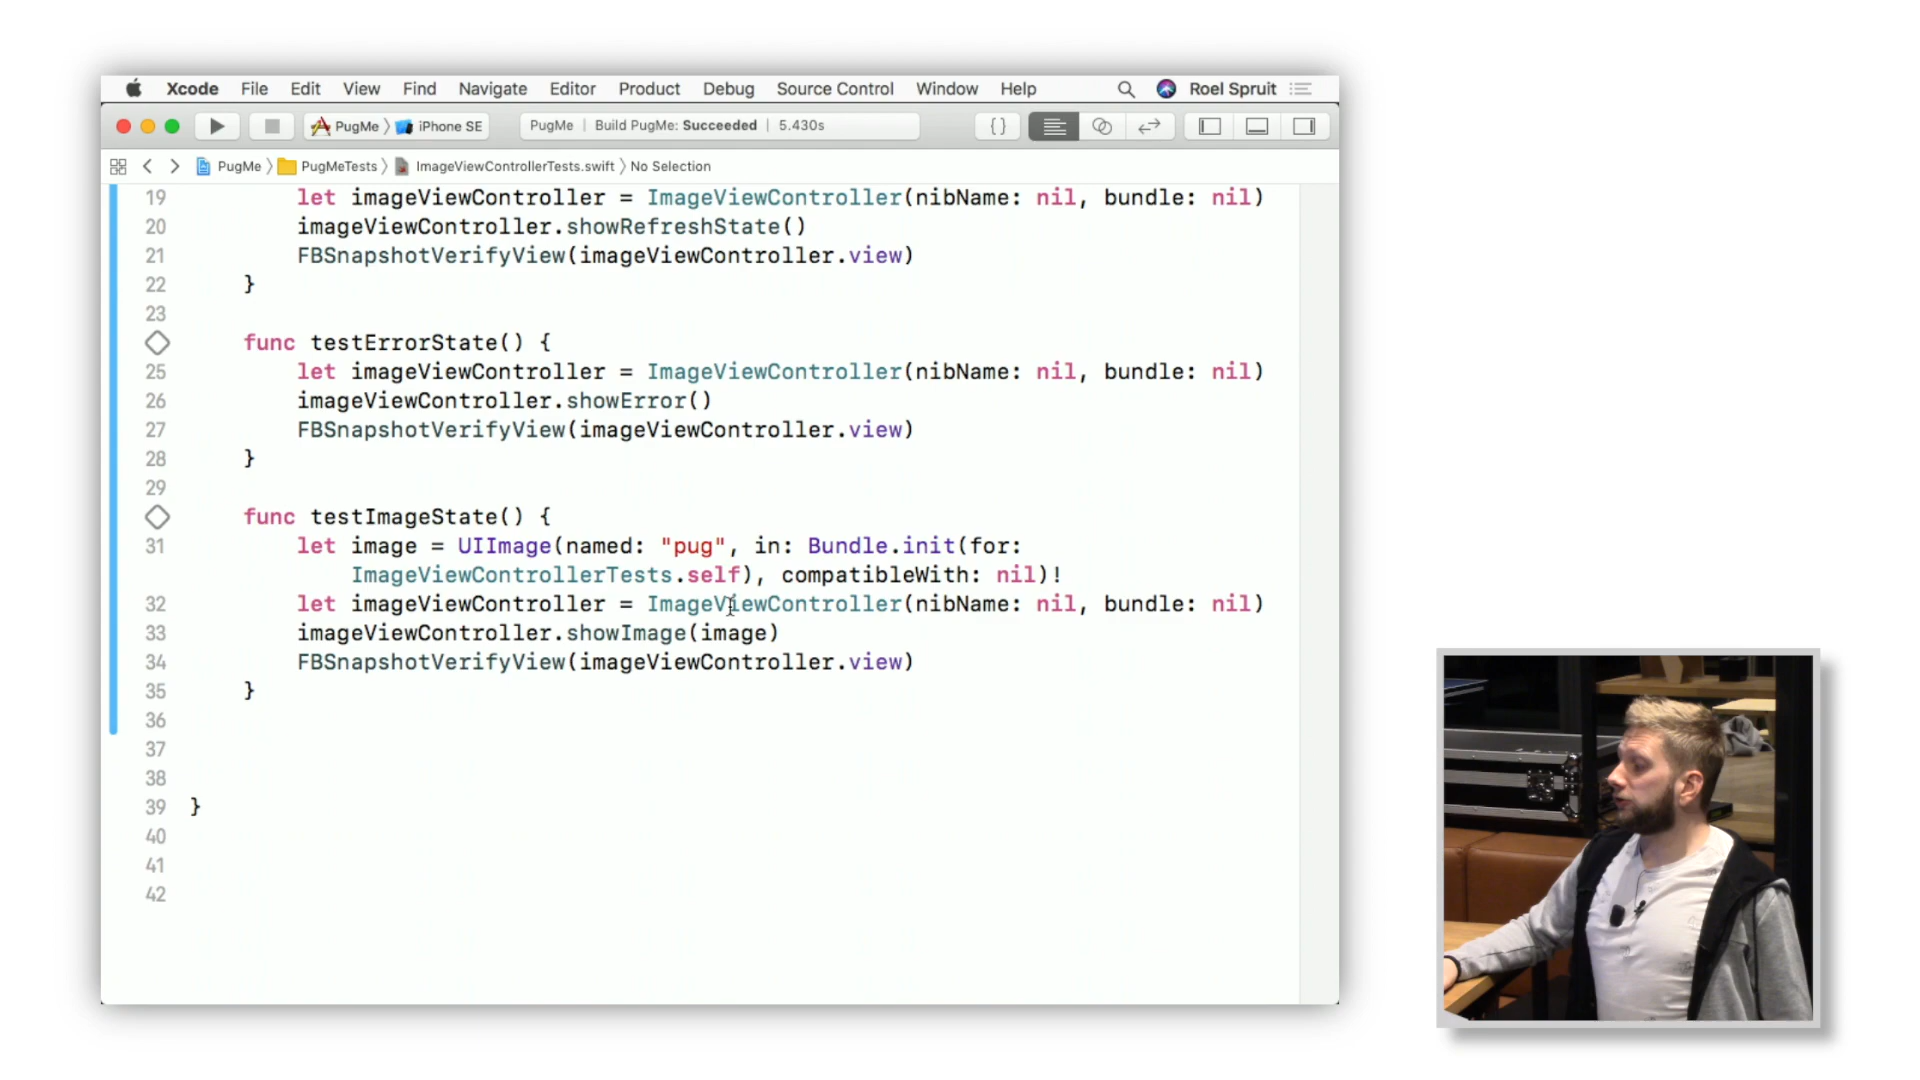 Xcode File Edit View Find Navigate Editor Product Debug Source Control Window Help Roel Spruit
PugMe iPhone SE PugMe | Build PugMe: Succeeded | 5.430s {}
PugMe PugMeTests ImageViewControllerTests.swift No Selection
19 let imageViewController = ImageViewController(nibName: nil, bundle: nil)
20 imageViewController.showRefreshState()
21 FBSnapshotVerifyView(imageViewController.view)
22 }
23
func testErrorState() {
25 let imageViewController = ImageViewController(nibName: nil, bundle: nil)
26 imageViewController.showError()
27 FBSnapshotVerifyView(imageViewController.view)
28 }
29
func testImageState() {
31 let image = UIImage(named: "pug", in: Bundle.init(for:
ImageViewControllerTests.self), compatibleWith: nil)!
32 let imageViewController = ImageViewController(nibName: nil, bundle: nil)
33 imageViewController.showImage(image)
34 FBSnapshotVerifyView(imageViewController.view)
35 }
36
37
38
39 }
40
41
42